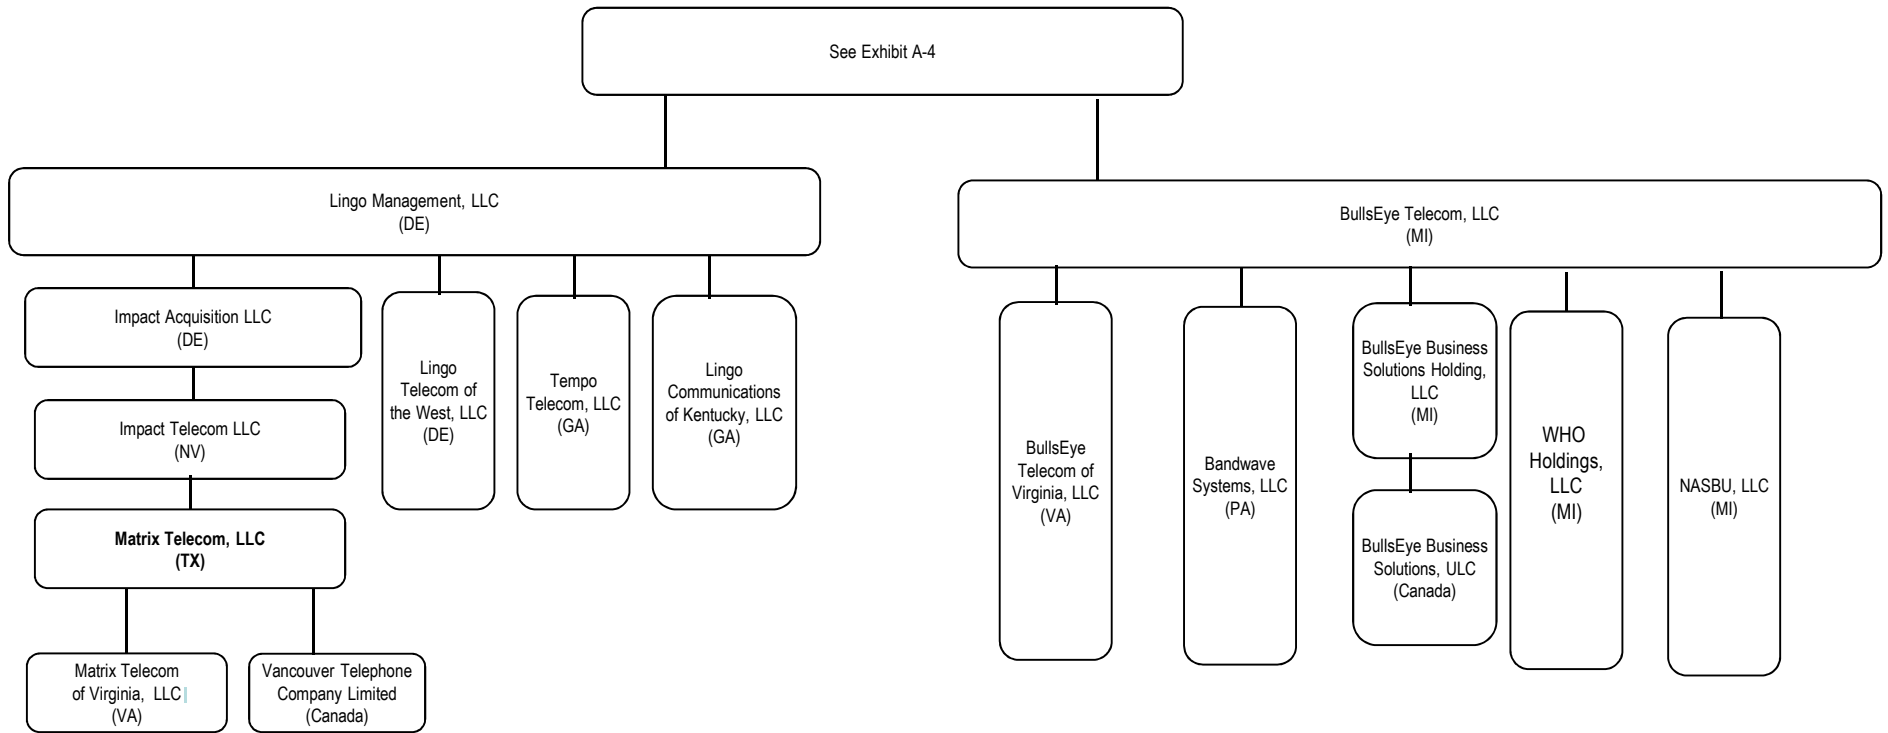 See Exhibit A-4
Lingo Management, LLC
(DE)
BullsEye Telecom, LLC
(MI)
Impact Acquisition LLC
(DE)
Impact Telecom LLC
(NV)
Matrix Telecom, LLC
(TX)
Matrix Telecom
of Virginia, LLC
(VA)
Vancouver Telephone
Company Limited
(Canada)
Lingo
Telecom of
the West, LLC
(DE)
Tempo
Telecom, LLC
(GA)
Lingo
Communications
of Kentucky, LLC
(GA)
BullsEye
Telecom of
Virginia, LLC
(VA)
Bandwave
Systems, LLC
(PA)
BullsEye Business
Solutions Holding,
LLC
(MI)
BullsEye Business
Solutions, ULC
(Canada)
WHO
Holdings,
LLC
(MI)
NASBU, LLC
(MI)